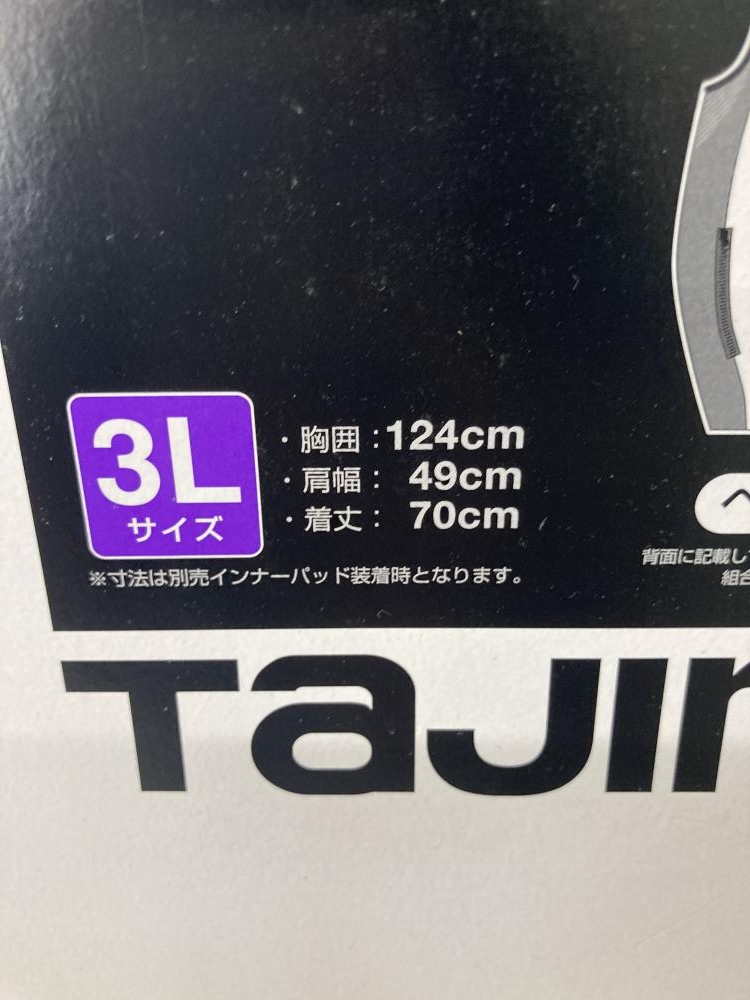 3L
サイズ
・胸囲：124cm
・肩幅： 49cm
・着丈： 70cm
※寸法は別売インナーパッド装着時となります。
背面に記載し
組合
TaJI